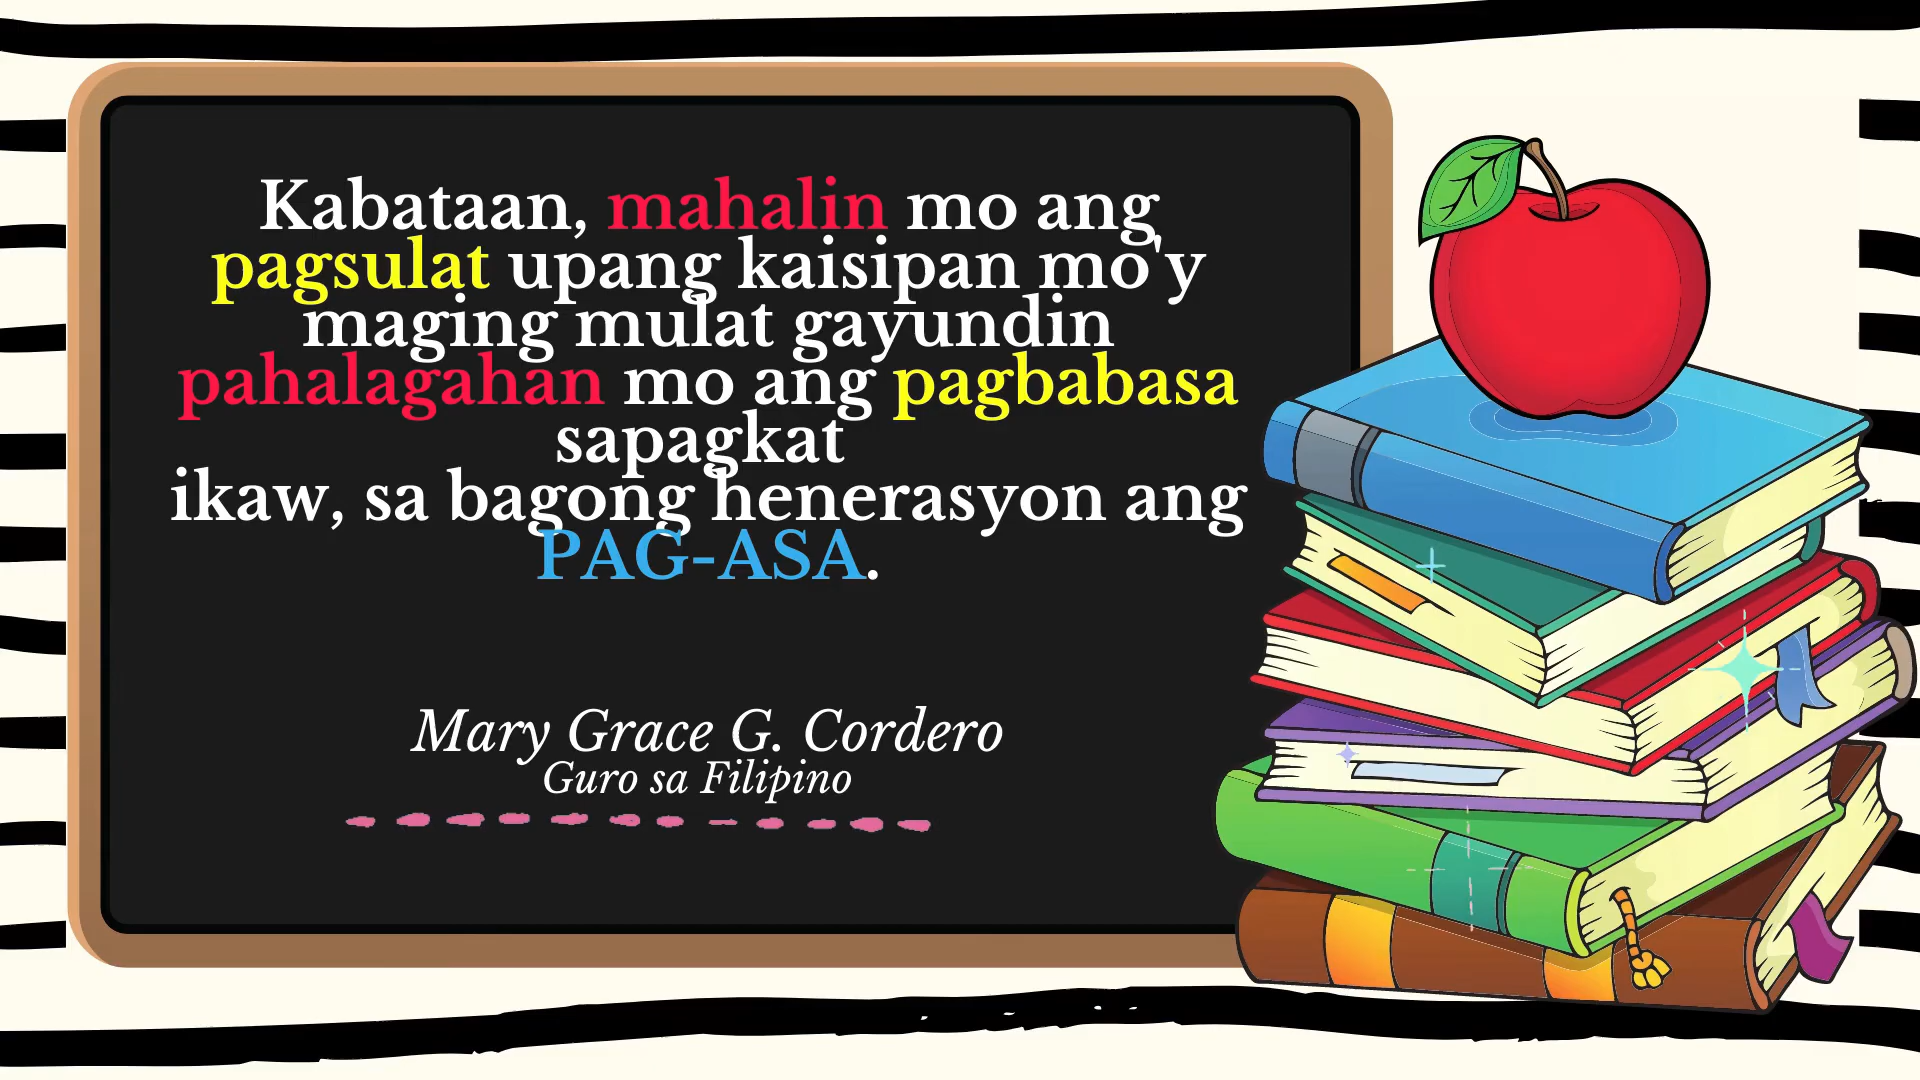 Kabataan, mahalin mo ang
pagsulat upang kaisipan mo'y
maging mulat gayundin
pahalagahan mo ang pagbabasa
sapagkat
ikaw, sa bagong henerasyon ang
PAG-ASA.
Mary Grace G. Cordero
Guro sa Filipino